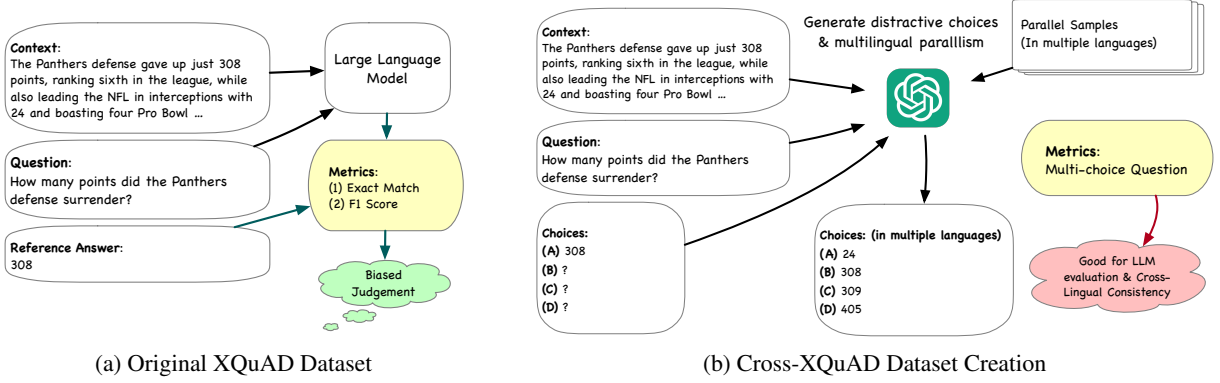 Context:
The Panthers defense gave up just 308
points, ranking sixth in the league, while
also leading the NFL in interceptions with
24 and boasting four Pro Bowl ...
Question:
How many points did the Panthers
defense surrender?
Reference Answer:
308
Large Language
Model
Metrics:
(1) Exact Match
(2) F1 Score
Biased
Judgement
(a) Original XQuAD Dataset
Context:
The Panthers defense gave up just 308
points, ranking sixth in the league, while
also leading the NFL in interceptions with
24 and boasting four Pro Bowl ...
Question:
How many points did the Panthers
defense surrender?
Choices:
(A) 308
(B) ?
(C) ?
(D) ?
Generate distractive choices
& multilingual paralllism
Parallel Samples
(In multiple languages)
Choices: (in multiple languages)
(A) 24
(B) 308
(C) 309
(D) 405
Metrics:
Multi-choice Question
Good for LLM
evaluation & Cross-
Lingual Consistency
(b) Cross-XQuAD Dataset Creation